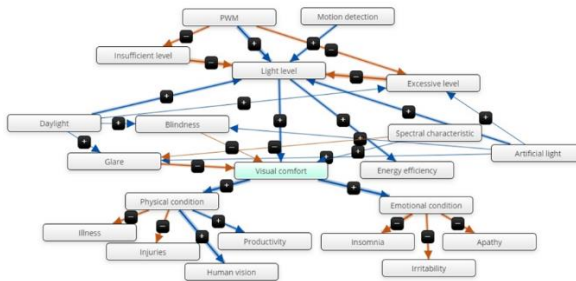 PWM
Motion detection
Insufficient level
Light level
Excessive level
Daylight
Blindness
Spectral characteristic
Glare
Visual comfort
Energy efficiency
Artificial light
Physical condition
Emotional condition
Illness
Injuries
Productivity
Human vision
Insomnia
Apathy
Irritability